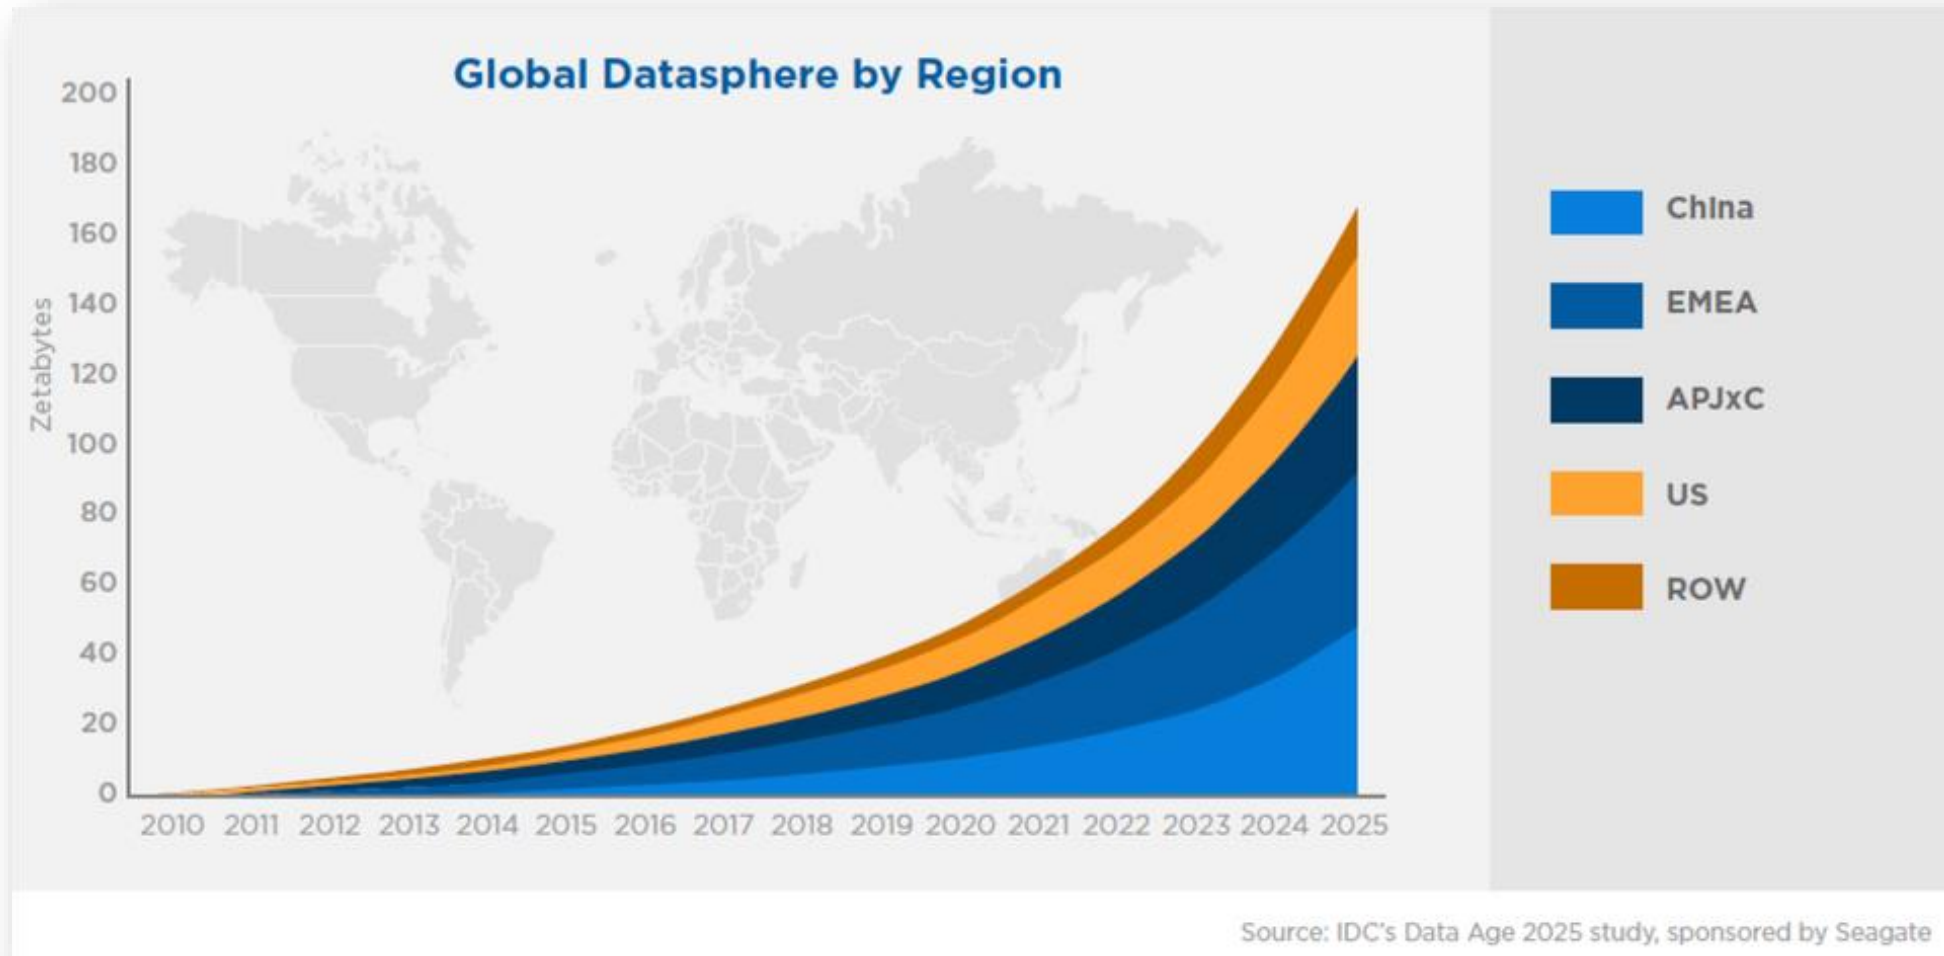 Global Datasphere by Region
Zetabytes
200
180
160
140
120
100
80
60
40
20
0
2010 2011 2012 2013 2014 2015 2016 2017 2018 2019 2020 2021 2022 2023 2024 2025
China
EMEA
APJxC
US
ROW
Source: IDC's Data Age 2025 study, sponsored by Seagate